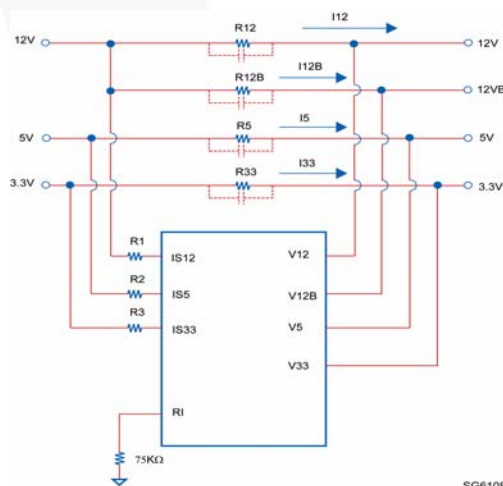 I12
12V R12 12V
I12B
R12B 12VB
I5
5V R5 5V
I33
3.3V R33 3.3V
R1 IS12 V12
R2 IS5 V12B
R3 IS33 V5
V33
RI
75KΩ